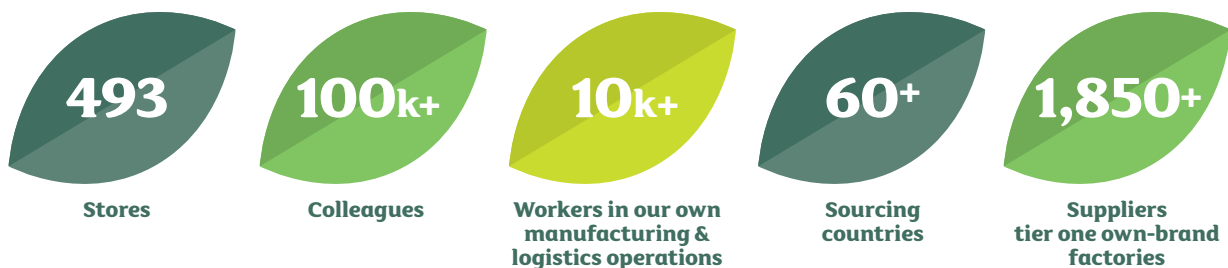 493
100k+
10k+
60+
1,850+
Stores
Colleagues
Workers in our own
manufacturing &
logistics operations
Sourcing
countries
Suppliers
tier one own-brand
factories